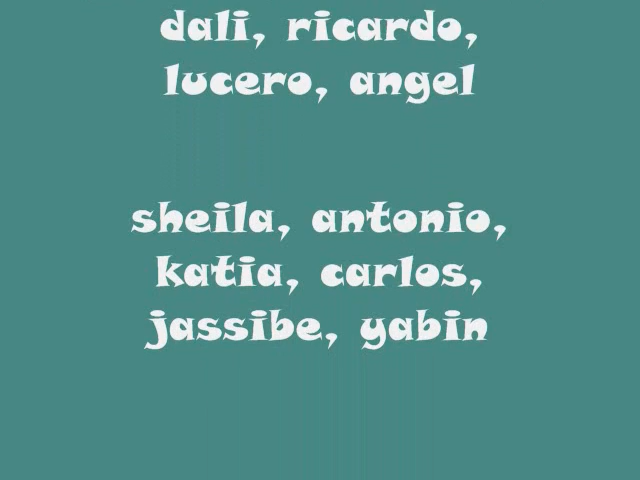 dali, ricardo,
lucero, angel
sheila, antonio,
katia, carlos,
jassibe, yabin